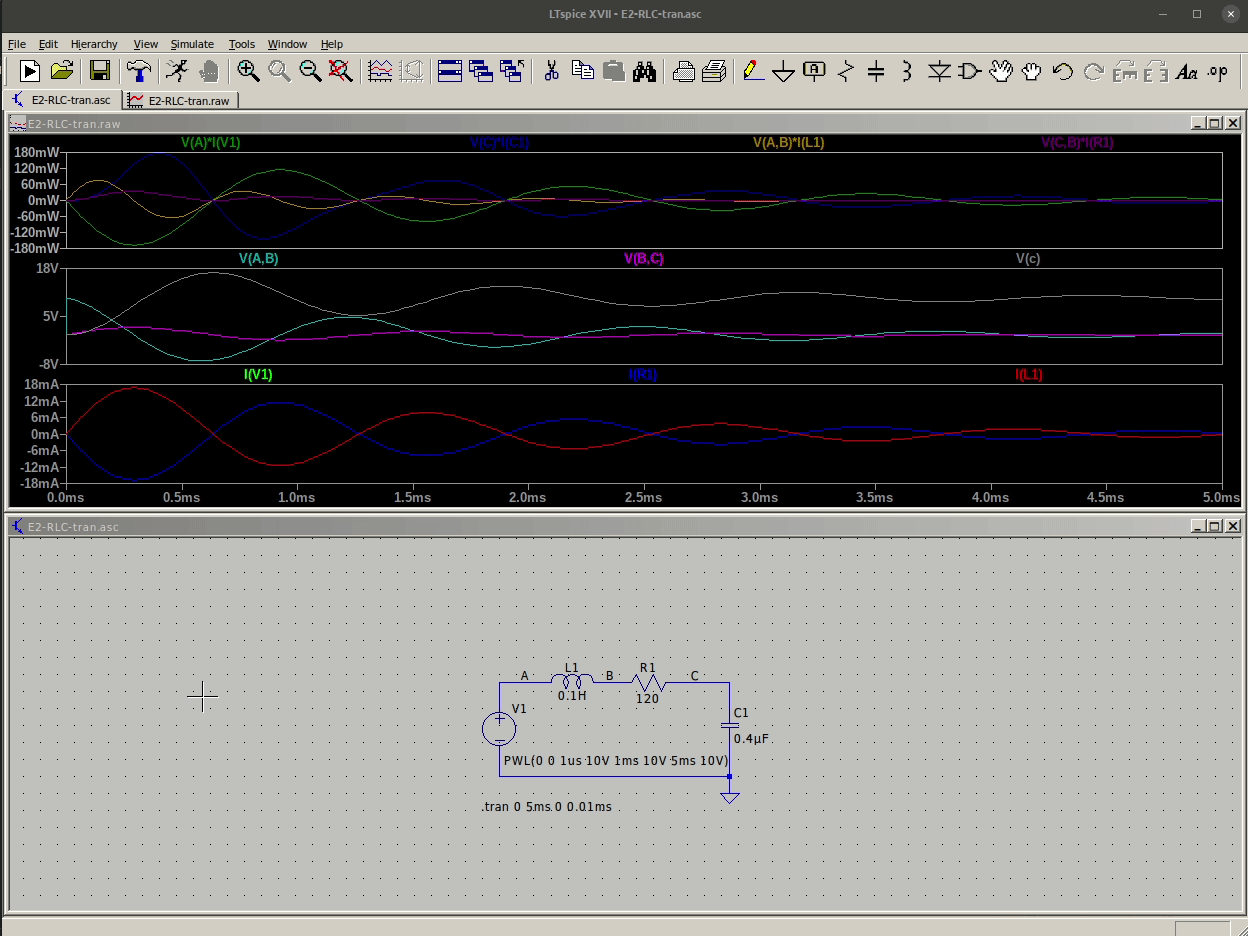 LTspice XVII - E2-RLC-tran.asc
File Edit Hierarchy View Simulate Tools Window Help
A Aa .op
E2-RLC-tran.asc E2-RLC-tran.raw
E2-RLC-tran.raw
V(A)*I(V1) V(C)*I(C1) V(A,B)*I(L1) V(C,B)*I(R1)
180mW
120mW
60mW
0mW
-60mW
-120mW
-180mW
V(A,B) V(B,C) V(c)
18V
5V
-8V
I(V1) I(R1) I(L1)
18mA
12mA
6mA
0mA
-6mA
-12mA
-18mA
0.0ms 0.5ms 1.0ms 1.5ms 2.0ms 2.5ms 3.0ms 3.5ms 4.0ms 4.5ms 5.0ms
E2-RLC-tran.asc
A L1 B R1 C
0.1H 120
V1 C1
0.4µF
PWL(0 0 1us 10V 1ms 10V 5ms 10V)
.tran 0 5ms 0 0.01ms